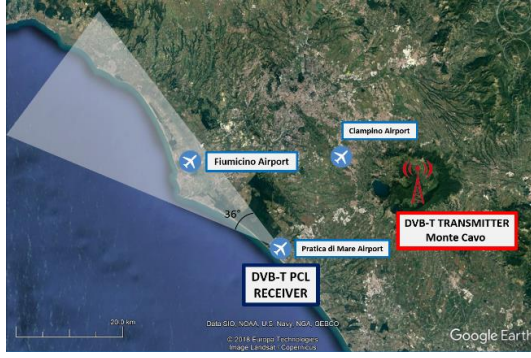 Ciampino Airport
Fiumicino Airport
36°
DVB-T TRANSMITTER
Monte Cavo
Pratica di Mare Airport
DVB-T PCL
RECEIVER
20.0 km
Data SIO, NOAA, U.S. Navy, NGA, GEBCO
© 2018 Europa Technologies
Image Landsat / Copernicus
Google Earth